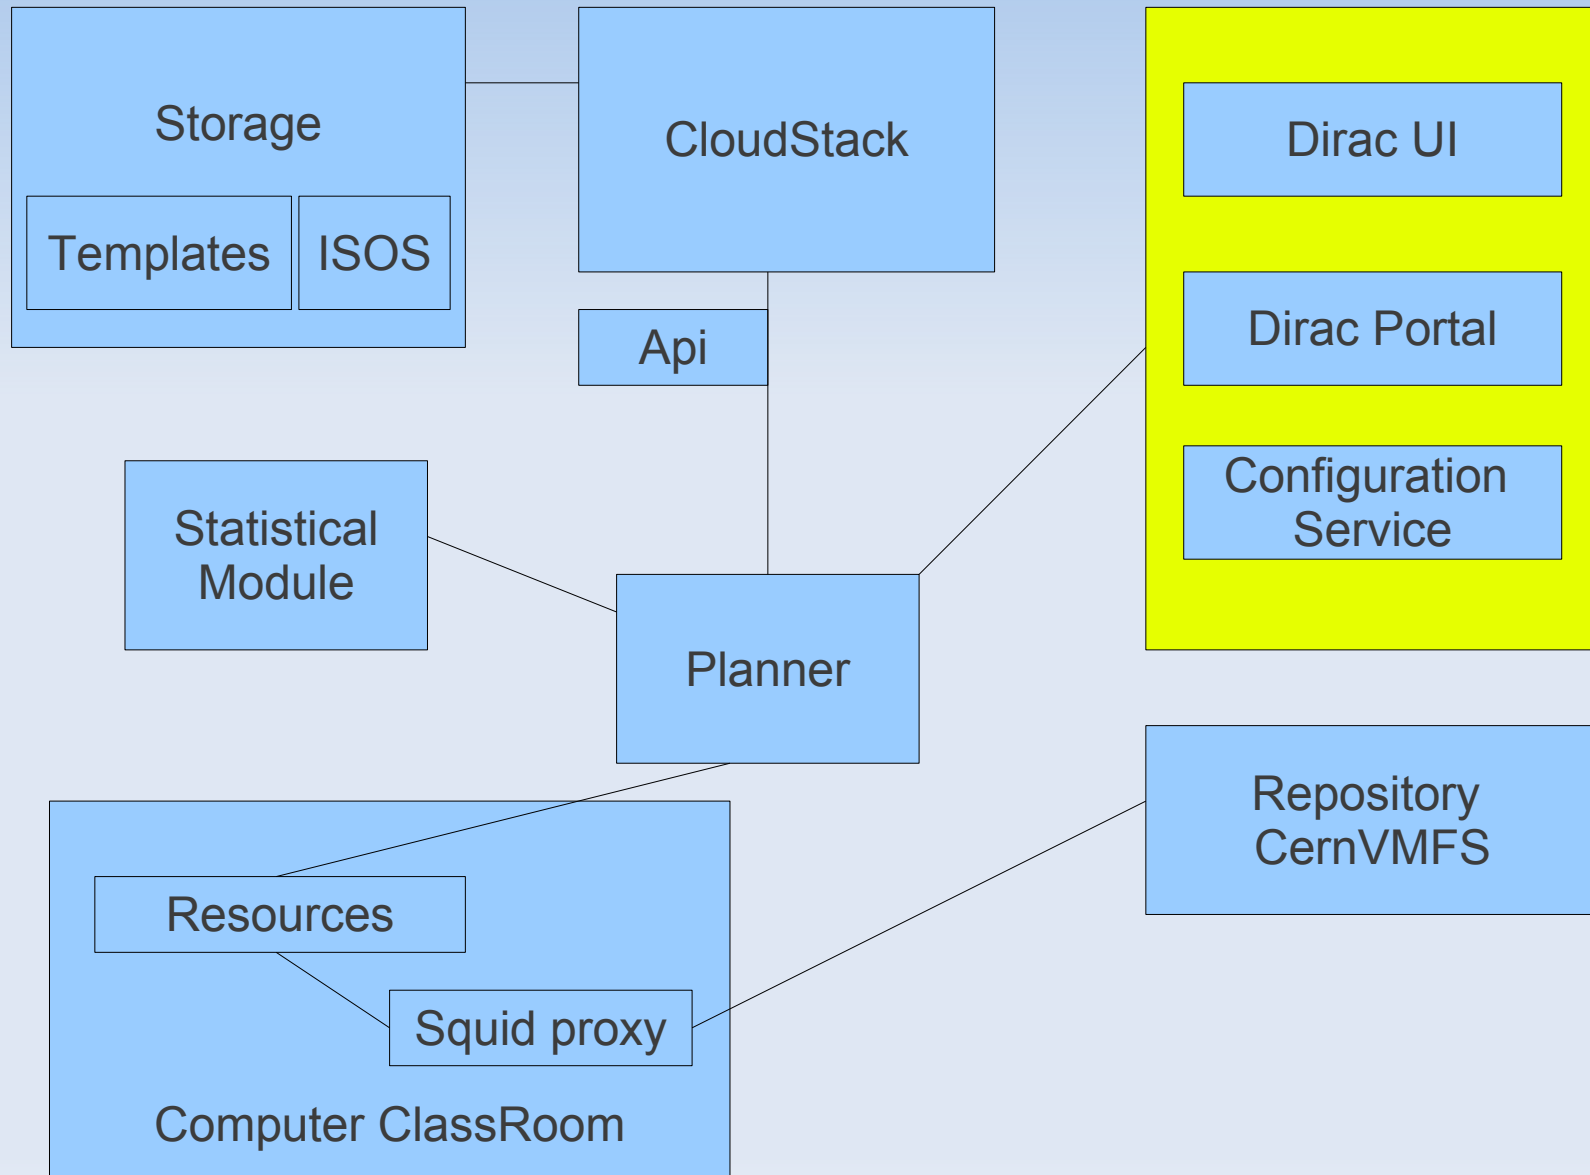 Storage
Templates
ISOS
CloudStack
Api
Dirac UI
Dirac Portal
Configuration
Service
Statistical
Module
Planner
Repository
CernVMFS
Resources
Squid proxy
Computer ClassRoom